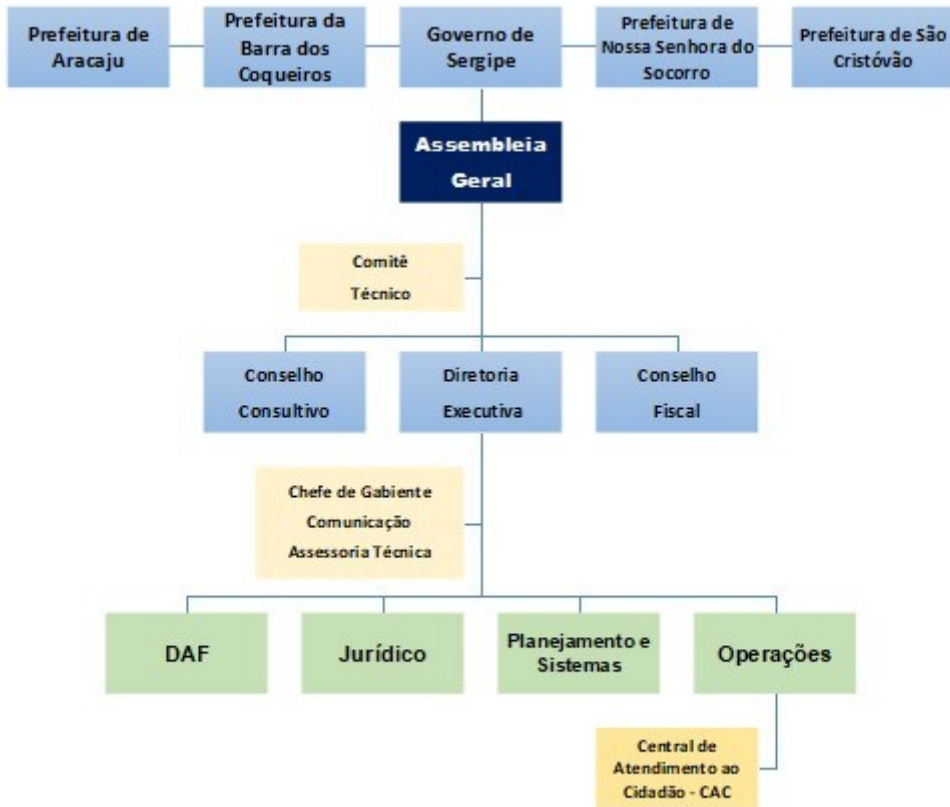 Prefeitura de
Aracaju
Prefeitura da
Barra dos
Coqueiros
Governo de
Sergipe
Prefeitura de
Nossa Senhora do
Socorro
Prefeitura de São
Cristóvão
Assembleia
Geral
Comitê
Técnico
Conselho
Consultivo
Diretoria
Executiva
Conselho
Fiscal
Chefe de Gabiente
Comunicação
Assessoria Técnica
DAF
Jurídico
Planejamento e
Sistemas
Operações
Central de
Atendimento ao
Cidadão - CAC